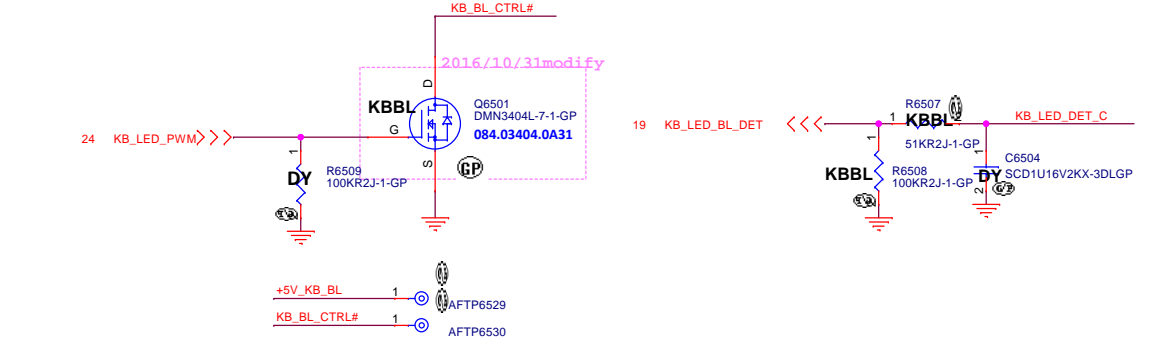 KB_BL_CTRL#
2016/10/31modify
D
KBBL
Q6501
DMN3404L-7-1-GP
084.03404.0A31
24
KB_LED_PWM
G
S
GP
1
DY
R6509
100KR2J-1-GP
19
KB_LED_BL_DET
1
R6507
KBBL
2
51KR2J-1-GP
KB_LED_DET_C
1
KBBL
R6508
100KR2J-1-GP
1
C6504
DY
SCD1U16V2KX-3DLGP
2
+5V_KB_BL
1
AFTP6529
KB_BL_CTRL#
1
AFTP6530